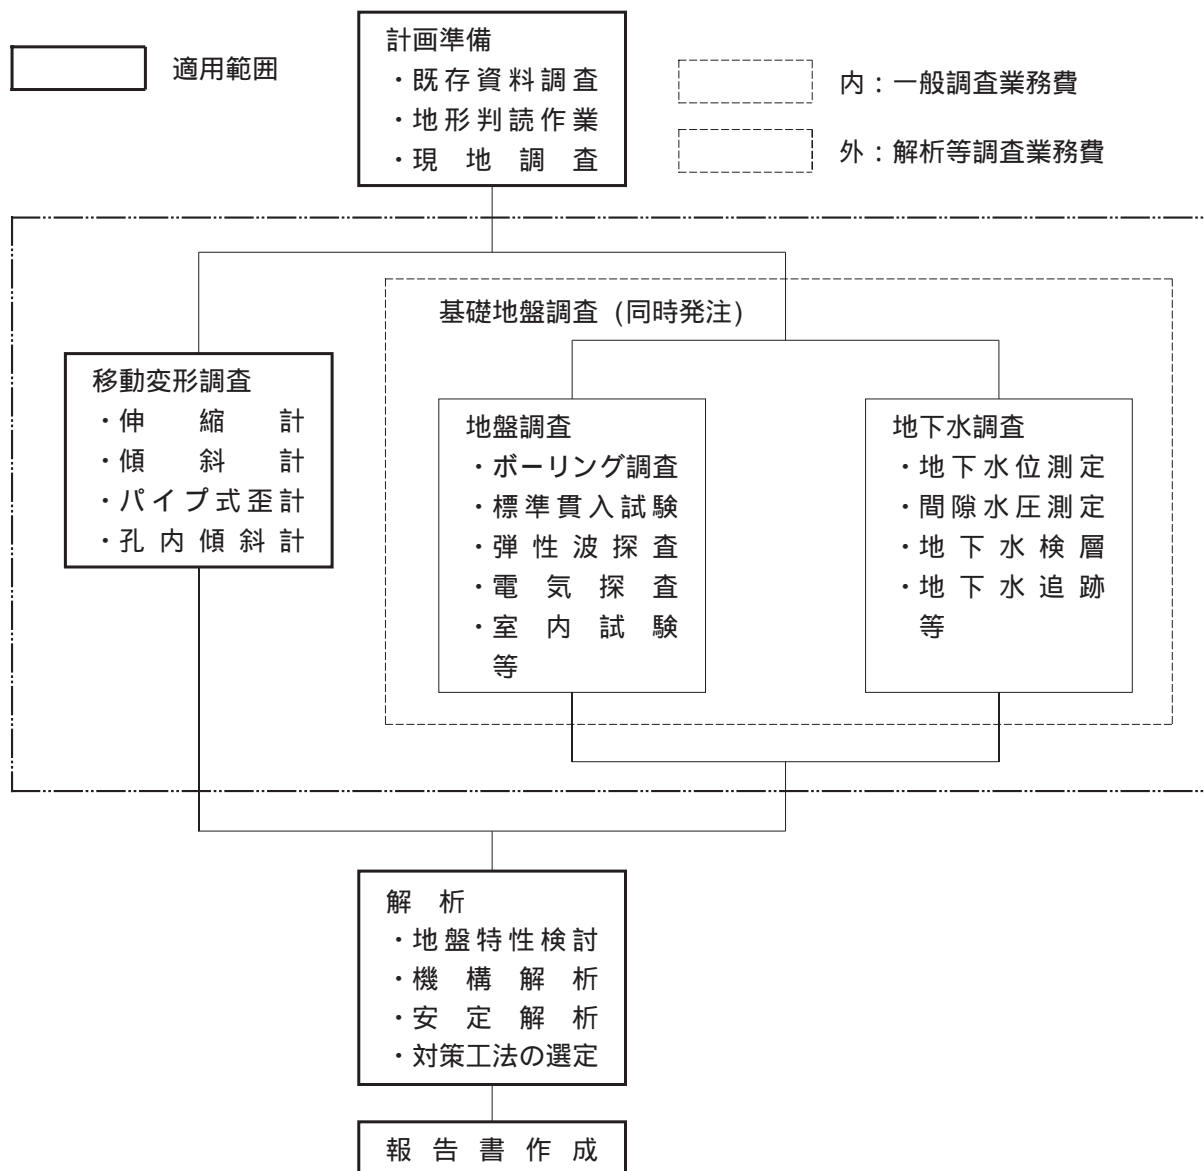 適用範囲
計画準備
・既存資料調査
・地形判読作業
・現地調査
内：一般調査業務費
外：解析等調査業務費
基礎地盤調査 (同時発注)
移動変形調査
・伸縮計
・傾斜計
・パイプ式歪計
・孔内傾斜計
地盤調査
・ボーリング調査
・標準貫入試験
・弾性波探査
・電気探査
・室内試験
等
地下水調査
・地下水位測定
・間隙水圧測定
・地下水検層
・地下水追跡
等
解析
・地盤特性検討
・機構解析
・安定解析
・対策工法の選定
報告書作成